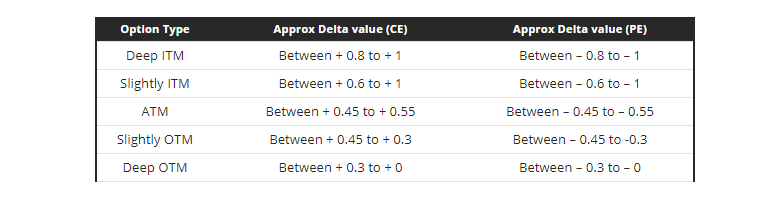 Option Type Approx Delta value (CE) Approx Delta value (PE)
Deep ITM Between + 0.8 to + 1 Between – 0.8 to – 1
Slightly ITM Between + 0.6 to + 1 Between – 0.6 to – 1
ATM Between + 0.45 to + 0.55 Between – 0.45 to – 0.55
Slightly OTM Between + 0.45 to + 0.3 Between – 0.45 to -0.3
Deep OTM Between + 0.3 to + 0 Between – 0.3 to – 0